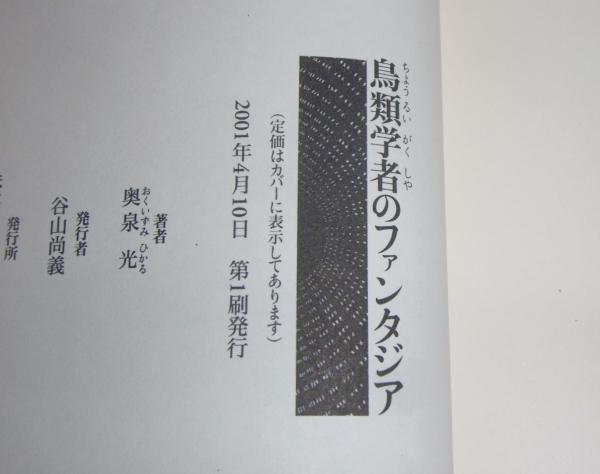 鳥類学者のファンタジア
ちょうるいがくしゃ
(定価はカバーに表示してあります)
2001年4月10日 第1刷発行
著者
奥泉 光
おくいずみ ひかる
発行者
谷山尚義
発行所